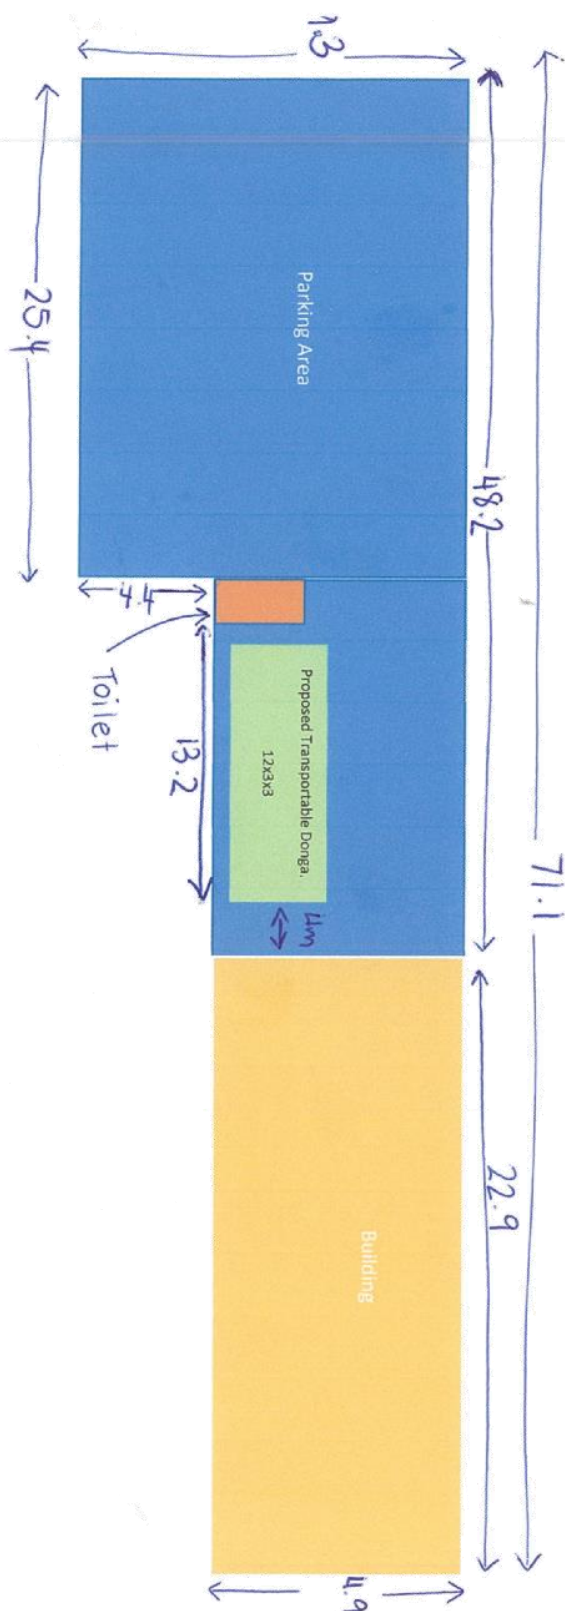 71.1
48.2
22.9
Parking Area
Building
4.9
Proposed Transportable Donga.
12x3x3
4m
4.4
13.2
Toilet
25.4